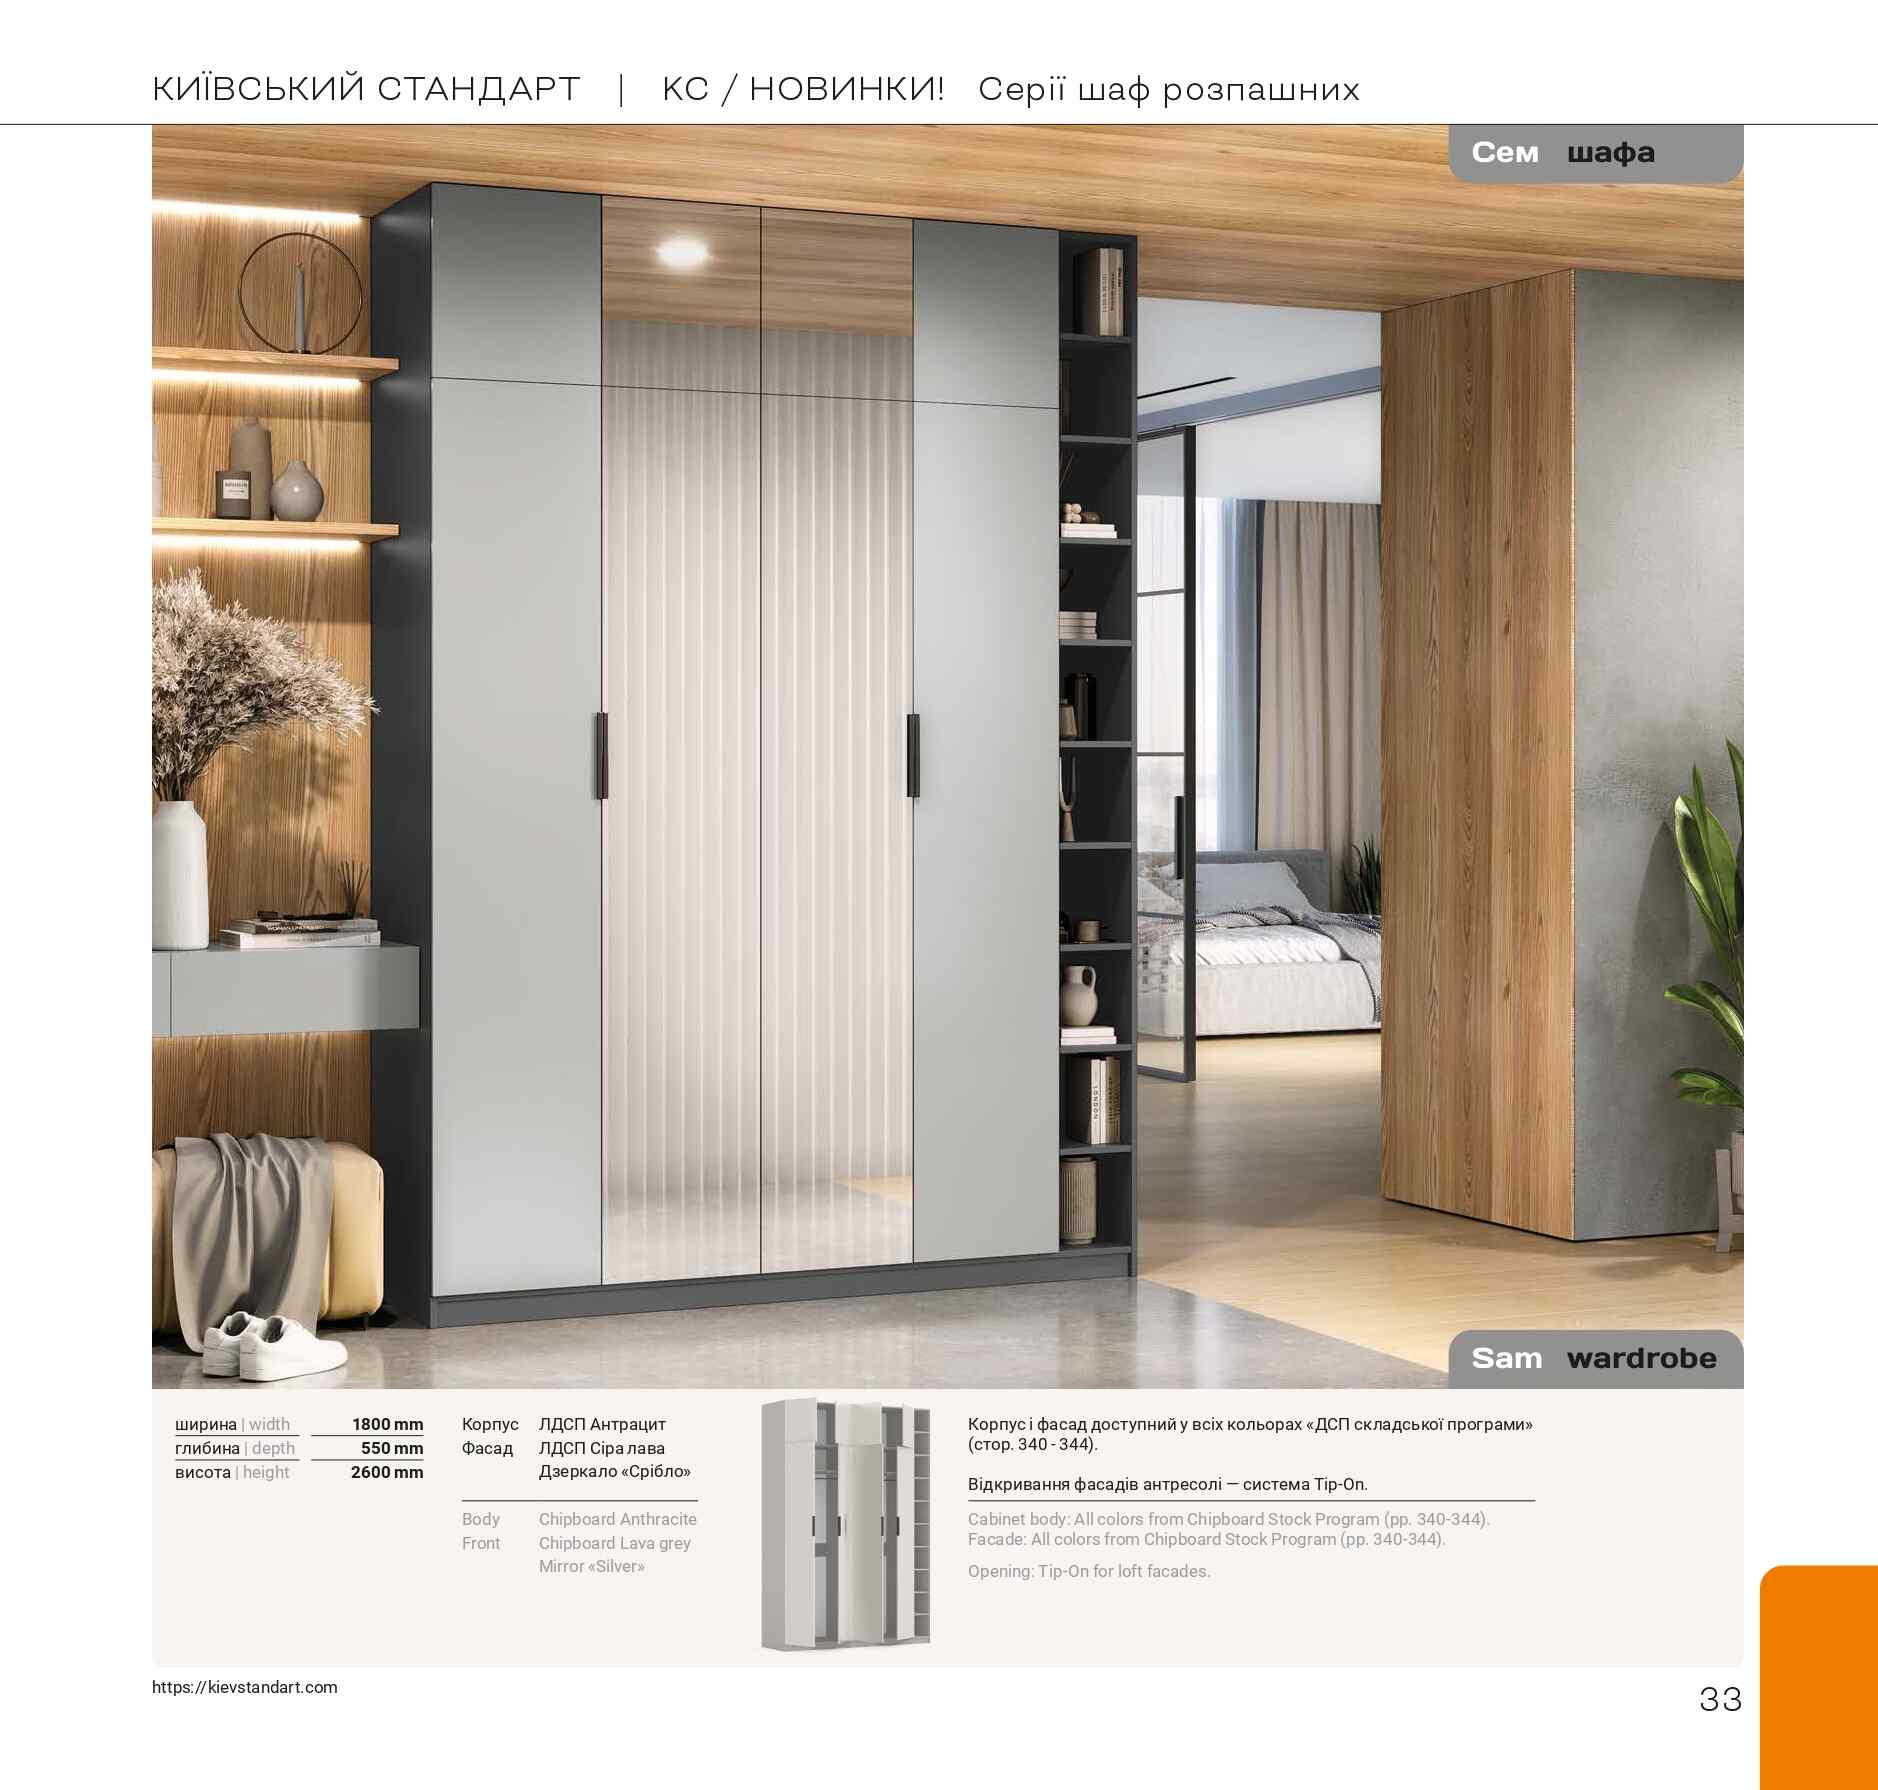 КИЇВСЬКИЙ СТАНДАРТ | КС / НОВИНКИ! Серії шаф розпашних
Сем шафа
LONDON
Sam wardrobe
ширина | width 1800 mm
глибина | depth 550 mm
висота | height 2600 mm
Корпус ЛДСП Антрацит
Фасад ЛДСП Сіра лава
Дзеркало «Срібло»
Body Chipboard Anthracite
Front Chipboard Lava grey
Mirror «Silver»
Корпус і фасад доступний у всіх кольорах «ДСП складської програми»
(стор. 340 - 344).
Відкривання фасадів антресолі — система Tip-On.
Cabinet body: All colors from Chipboard Stock Program (pp. 340-344).
Facade: All colors from Chipboard Stock Program (pp. 340-344).
Opening: Tip-On for loft facades.
https://kievstandart.com
33